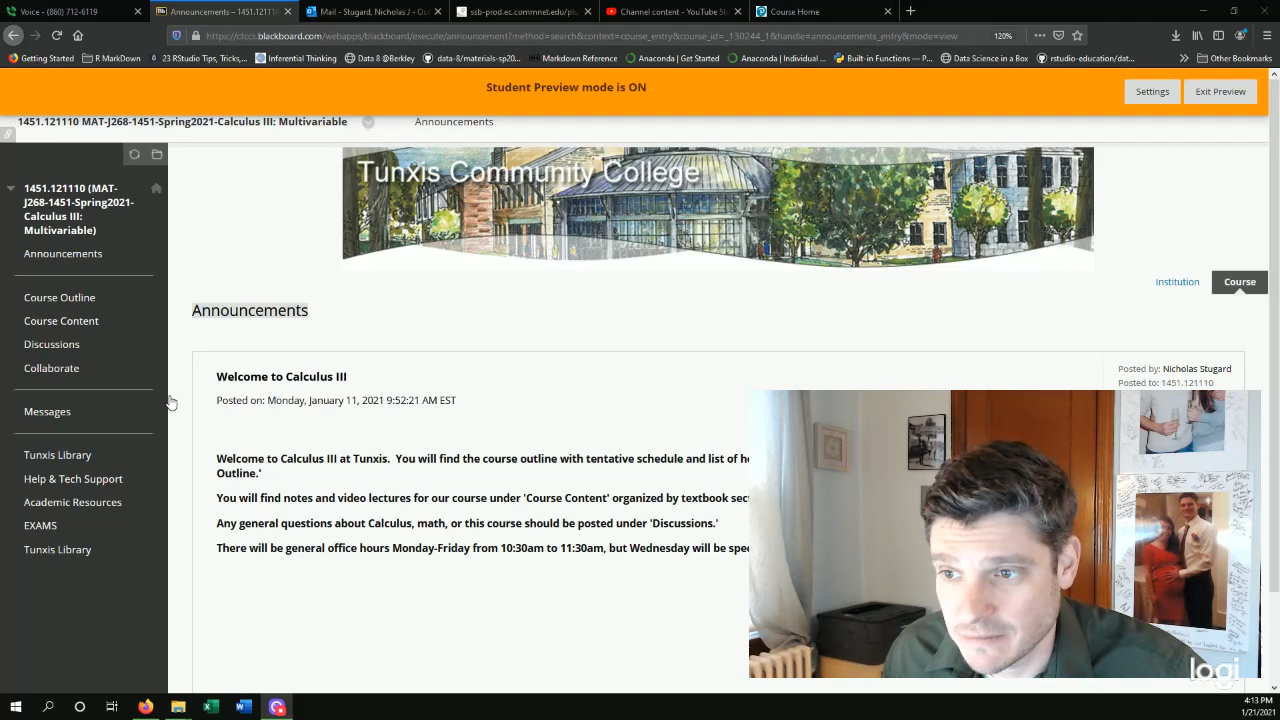 Voice - (860) 712-6119
Announcements – 1451.121110
Mail - Stugard, Nicholas J - Ou
ssb-prod.ec.commnet.edu/pl
Channel content - YouTube St
Course Home
https://ctccs.blackboard.com/webapps/blackboard/execute/announcement?method=search&context=course_entry&course_id=_130244_1&handle=announcements_entry&mode=view
120%
Getting Started
R MarkDown
23 RStudio Tips, Tricks,...
Inferential Thinking
Data 8 @Berkley
data-8/materials-sp20...
Markdown Reference
Anaconda | Get Started
Anaconda | Individual ...
Built-in Functions — P...
Data Science in a Box
rstudio-education/dat...
Other Bookmarks
Student Preview mode is ON
Settings
Exit Preview
1451.121110 MAT-J268-1451-Spring2021-Calculus III: Multivariable
Announcements
Tunxis Community College
1451.121110 (MAT-
J268-1451-Spring2021-
Calculus III:
Multivariable)
Announcements
Course Outline
Course Content
Discussions
Collaborate
Messages
Tunxis Library
Help & Tech Support
Academic Resources
EXAMS
Tunxis Library
Institution
Course
Announcements
Welcome to Calculus III
Posted on: Monday, January 11, 2021 9:52:21 AM EST
Posted by: Nicholas Stugard
Posted to: 1451.121110
Welcome to Calculus III at Tunxis. You will find the course outline with tentative schedule and list of
Outline.'
You will find notes and video lectures for our course under 'Course Content' organized by textbook
Any general questions about Calculus, math, or this course should be posted under 'Discussions.'
There will be general office hours Monday-Friday from 10:30am to 11:30am, but Wednesday will be
logi
4:13 PM
1/21/2021